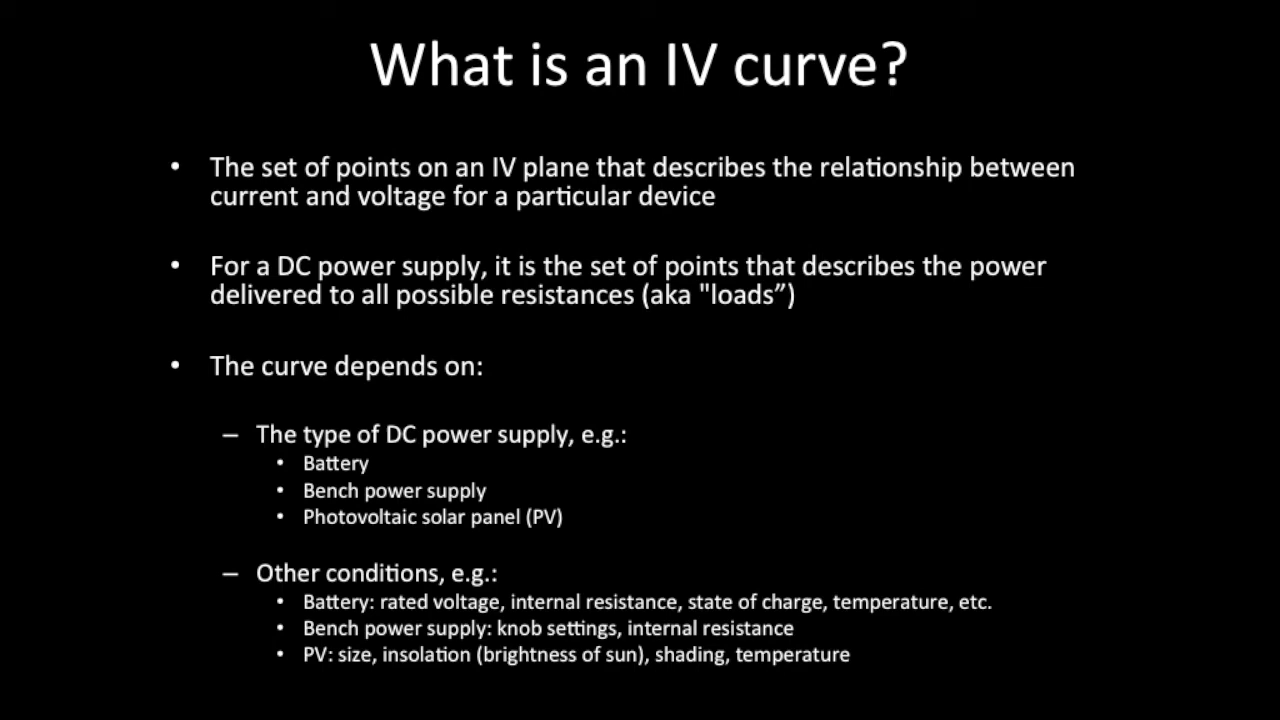 What is an IV curve?
• The set of points on an IV plane that describes the relationship between
current and voltage for a particular device
• For a DC power supply, it is the set of points that describes the power
delivered to all possible resistances (aka "loads”)
• The curve depends on:
– The type of DC power supply, e.g.:
• Battery
• Bench power supply
• Photovoltaic solar panel (PV)
– Other conditions, e.g.:
• Battery: rated voltage, internal resistance, state of charge, temperature, etc.
• Bench power supply: knob settings, internal resistance
• PV: size, insolation (brightness of sun), shading, temperature